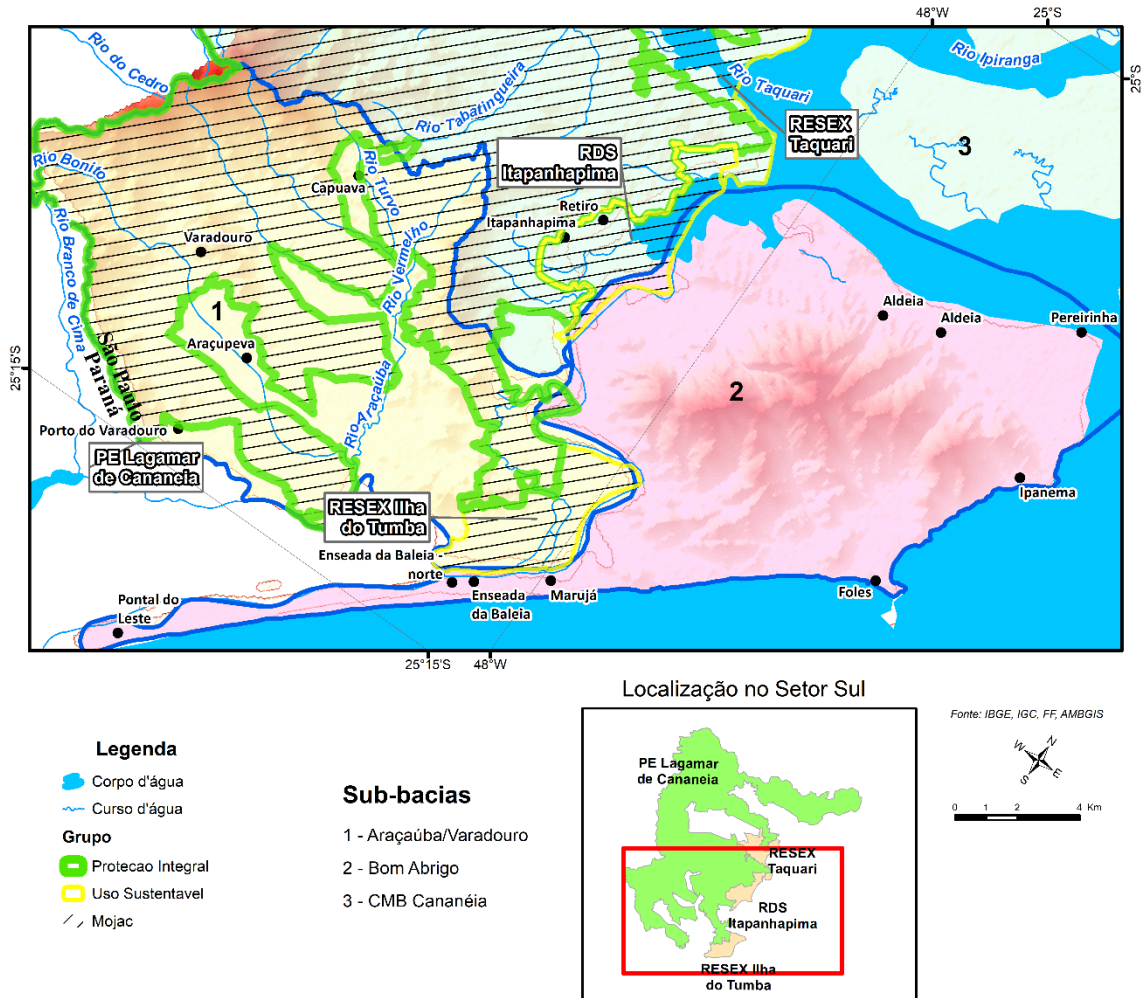 48°W
25°S
Rio do Cedro
Rio Ipiranga
25°S
Rio Taquari
Rio Tabatingueira
RESEX
Taquari
RDS
Itapanhapima
3
Rio Bonito
Capuava
Rio Turvo
Retiro
Itapanhapima
Rio Branco de Cima
Varadouro
Rio Vermelho
1
Aldeia
Aldeia
Pereirinha
Araçupeva
São Paulo
Paraná
25°15'S
2
Rio Araçaúba
Porto do Varadouro
PE Lagamar
de Cananeia
RESEX Ilha
do Tumba
Ipanema
Enseada da Baleia -
norte
Enseada
da Baleia
Marujá
Foles
Pontal do
Leste
25°15'S
48°W
Localização no Setor Sul
Legenda
Corpo d'água
Curso d'água
Grupo
Protecao Integral
Uso Sustentavel
Mojac
Sub-bacias
1 - Araçaúba/Varadouro
2 - Bom Abrigo
3 - CMB Cananéia
PE Lagamar
de Cananeia
RESEX
Taquari
RDS
Itapanhapima
RESEX Ilha
do Tumba
Fonte: IBGE, IGC, FF, AMBGIS
N
W
E
S
0 1 2 4 Km